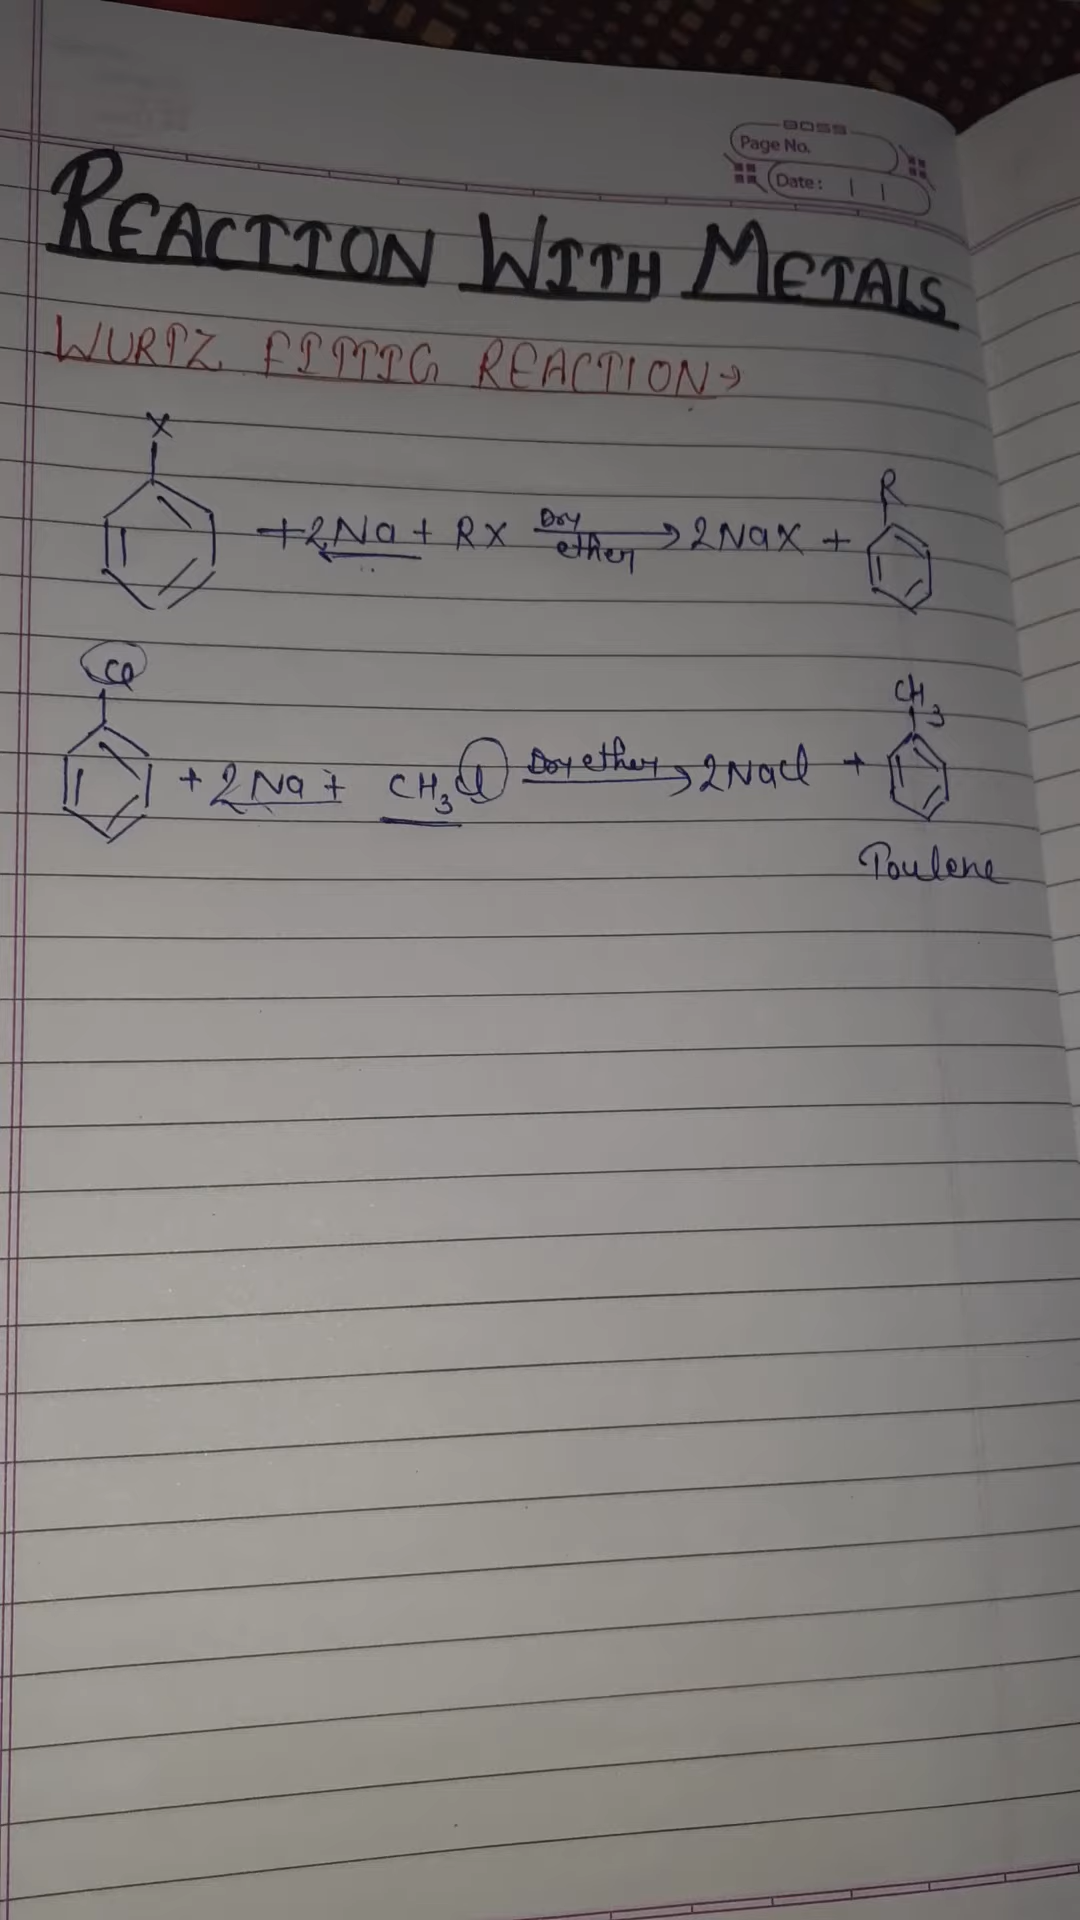 BOSS
Page No.
Date:
REACTION WITH METALS
WURTZ FITTIG REACTION→
X
R
+2Na + RX Dry ether → 2NaX +
Cl
CH3
+ 2Na + CH3Cl Dry ether → 2NaCl +
Toulene